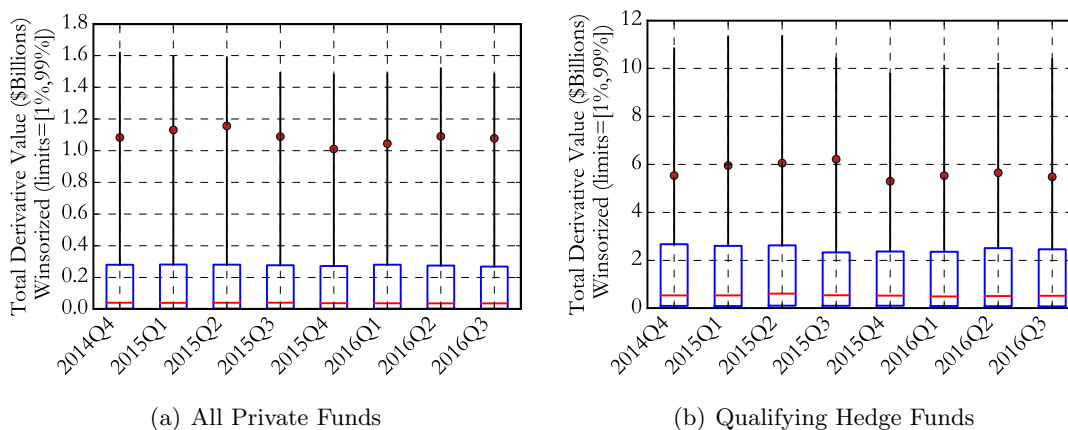 Total Derivative Value ($Billions)
Winsorized (limits=[1%,99%])
1.8
1.6
1.4
1.2
1.0
0.8
0.6
0.4
0.2
0.0
2014Q4
2015Q1
2015Q2
2015Q3
2015Q4
2016Q1
2016Q2
2016Q3
(a) All Private Funds
Total Derivative Value ($Billions)
Winsorized (limits=[1%,99%])
12
10
8
6
4
2
0
2014Q4
2015Q1
2015Q2
2015Q3
2015Q4
2016Q1
2016Q2
2016Q3
(b) Qualifying Hedge Funds